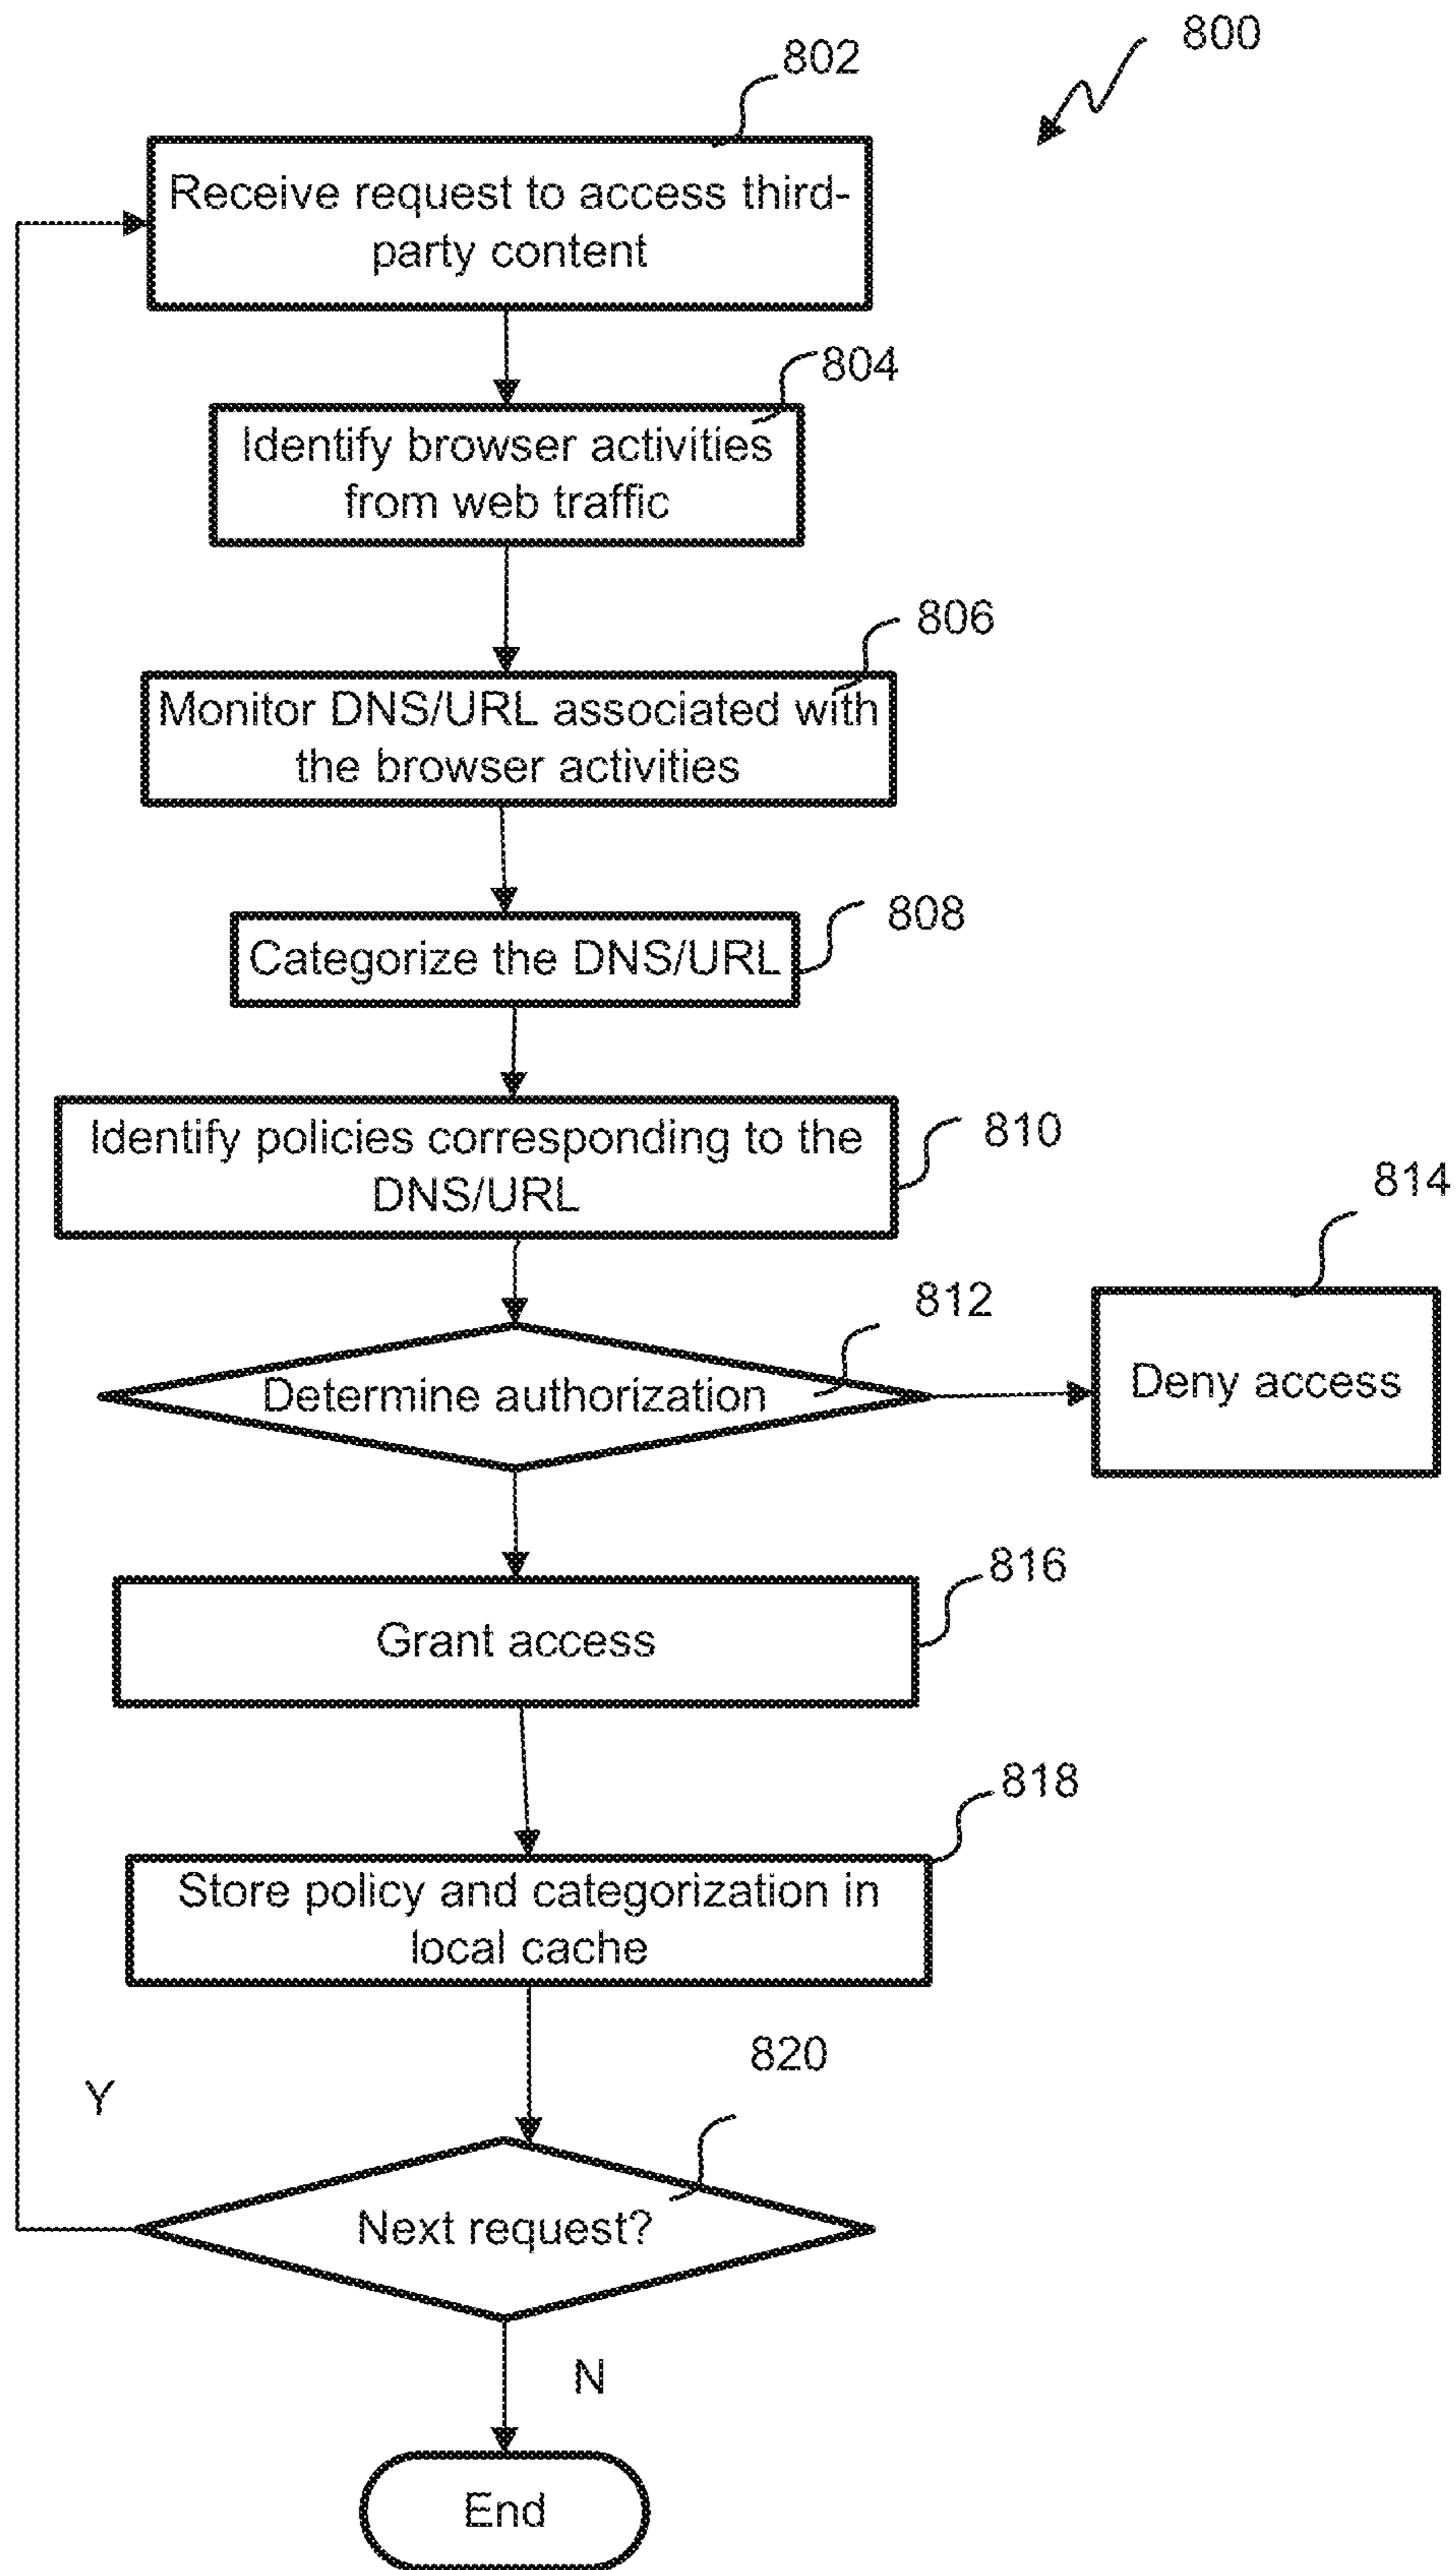 800
802
Receive request to access third-
party content
804
Identify browser activities
from web traffic
806
Monitor DNS/URL associated with
the browser activities
808
Categorize the DNS/URL
810
Identify policies corresponding to the
DNS/URL
812
814
Determine authorization
Deny access
816
Grant access
818
Store policy and categorization in
local cache
820
Y
Next request?
N
End